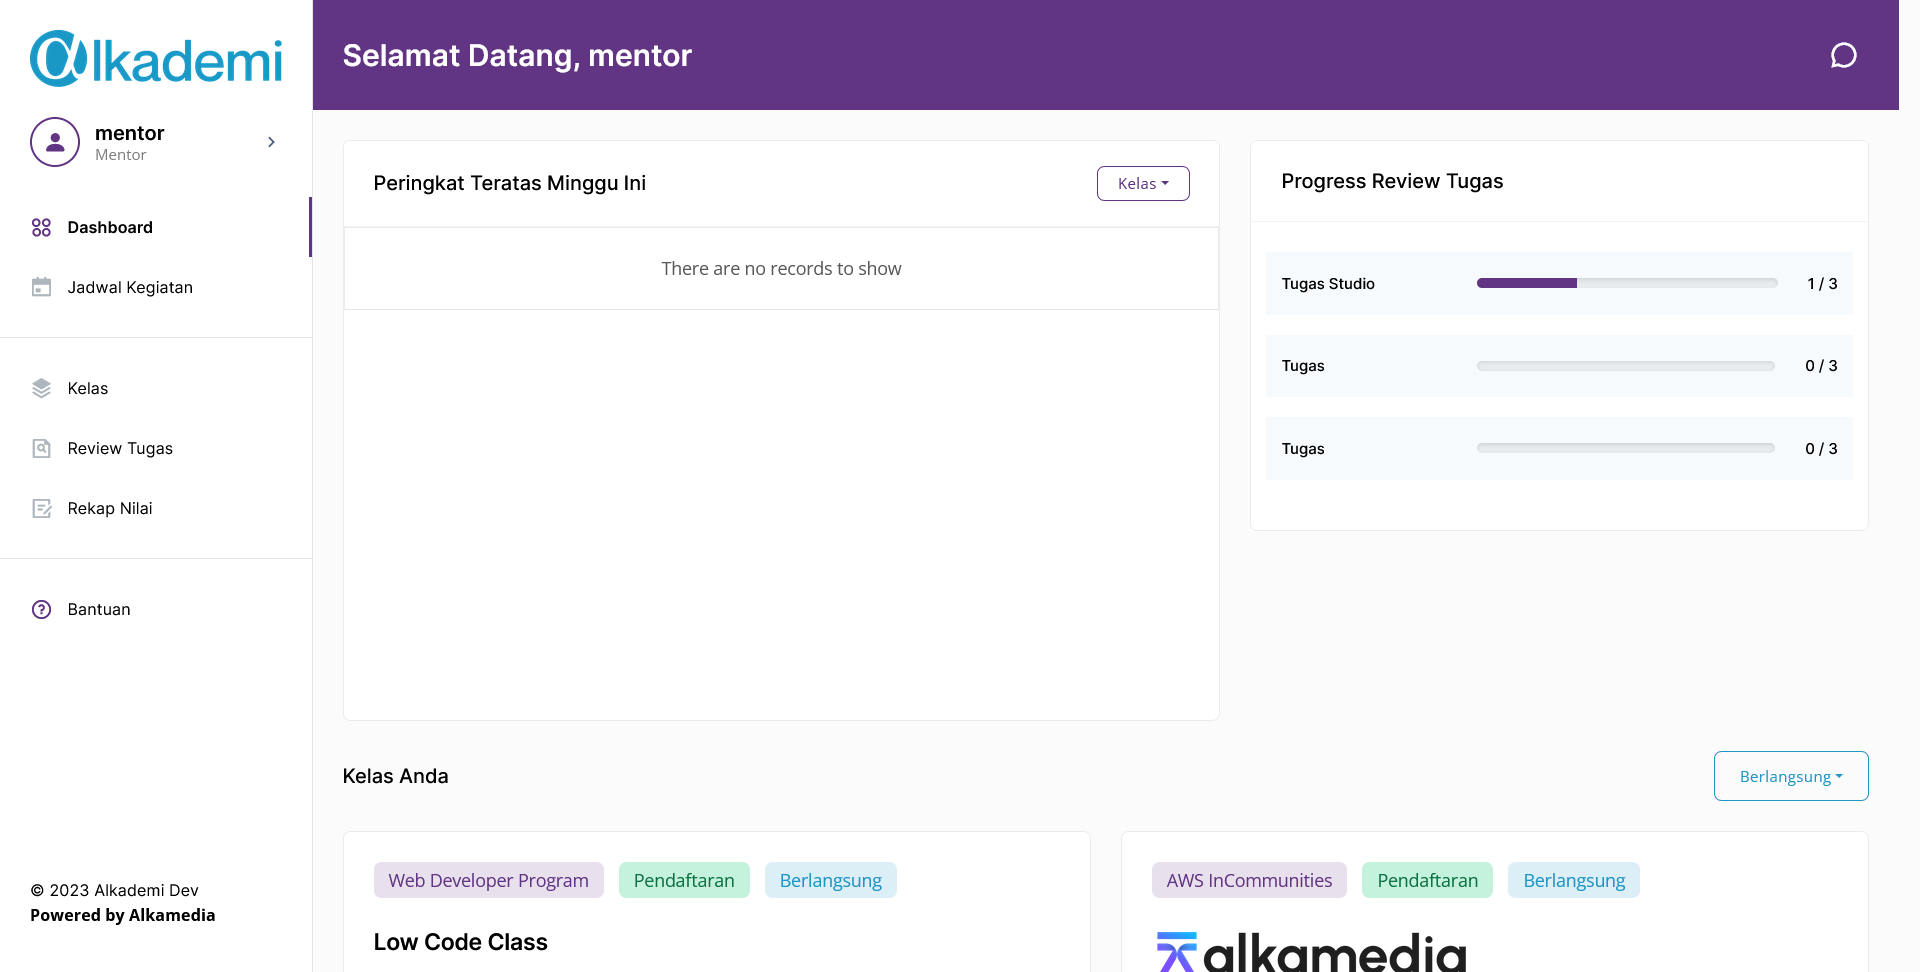 alkademi
mentor
Mentor
Dashboard
Jadwal Kegiatan
Kelas
Review Tugas
Rekap Nilai
Bantuan
© 2023 Alkademi Dev
Powered by Alkamedia
Selamat Datang, mentor
Peringkat Teratas Minggu Ini
Kelas
There are no records to show
Progress Review Tugas
Tugas Studio 1 / 3
Tugas 0 / 3
Tugas 0 / 3
Kelas Anda
Berlangsung
Web Developer Program Pendaftaran Berlangsung
Low Code Class
AWS InCommunities Pendaftaran Berlangsung
alkamedia